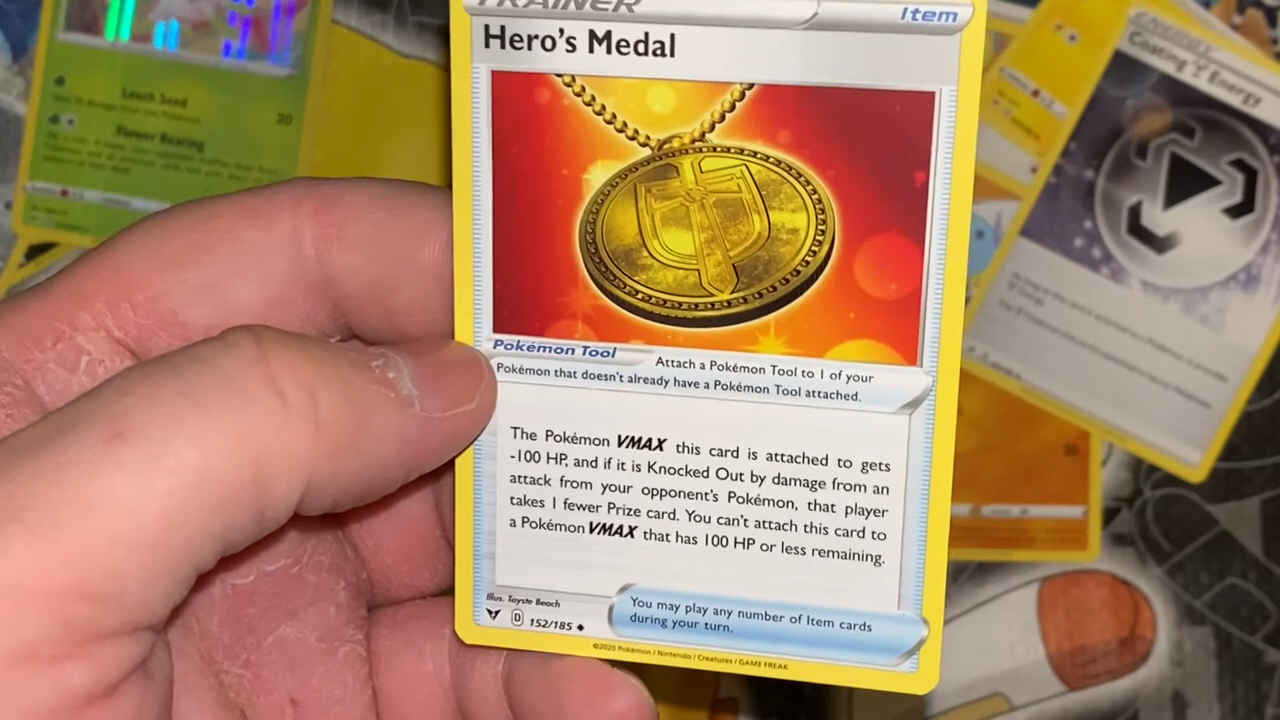 TRAINER
Item
Hero's Medal
Pokémon Tool
Attach a Pokémon Tool to 1 of your
Pokémon that doesn't already have a Pokémon Tool attached.
The Pokémon VMAX this card is attached to gets
-100 HP, and if it is Knocked Out by damage from an
attack from your opponent's Pokémon, that player
takes 1 fewer Prize card. You can't attach this card to
a Pokémon VMAX that has 100 HP or less remaining.
Illus. Toyste Beach
D 152/185
You may play any number of Item cards
during your turn.
©2020 Pokémon / Nintendo / Creatures / GAME FREAK
Leech Seed
20
Flower Bearing
ENERGY
Coating Energy